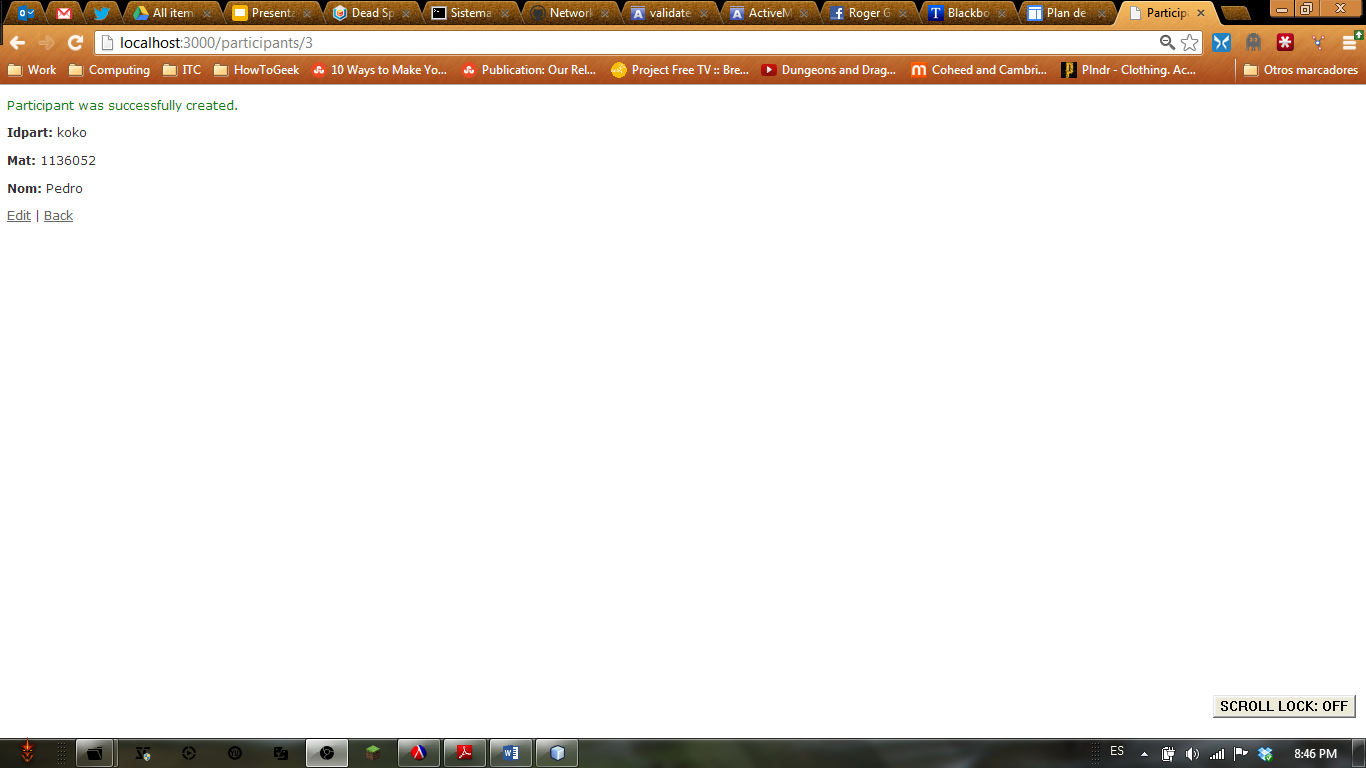 All item
Presenta
Dead Sp
Sistema
Network
validate
ActiveM
Roger G
Blackbo
Plan de
Particip
localhost:3000/participants/3
Work
Computing
ITC
HowToGeek
10 Ways to Make Yo...
Publication: Our Rel...
Project Free TV :: Bre...
Dungeons and Drag...
Coheed and Cambri...
Plndr - Clothing. Ac...
Otros marcadores
Participant was successfully created.
Idpart: koko
Mat: 1136052
Nom: Pedro
Edit | Back
SCROLL LOCK: OFF
ES
8:46 PM